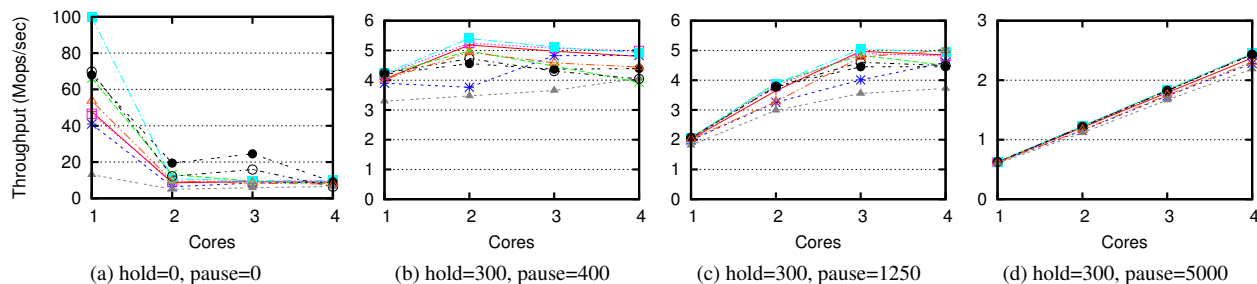 Throughput (Mops/sec)
100
80
60
40
20
0
1 2 3 4
Cores
(a) hold=0, pause=0
6
5
4
3
2
1
0
1 2 3 4
Cores
(b) hold=300, pause=400
6
5
4
3
2
1
0
1 2 3 4
Cores
(c) hold=300, pause=1250
3
2
1
0
1 2 3 4
Cores
(d) hold=300, pause=5000